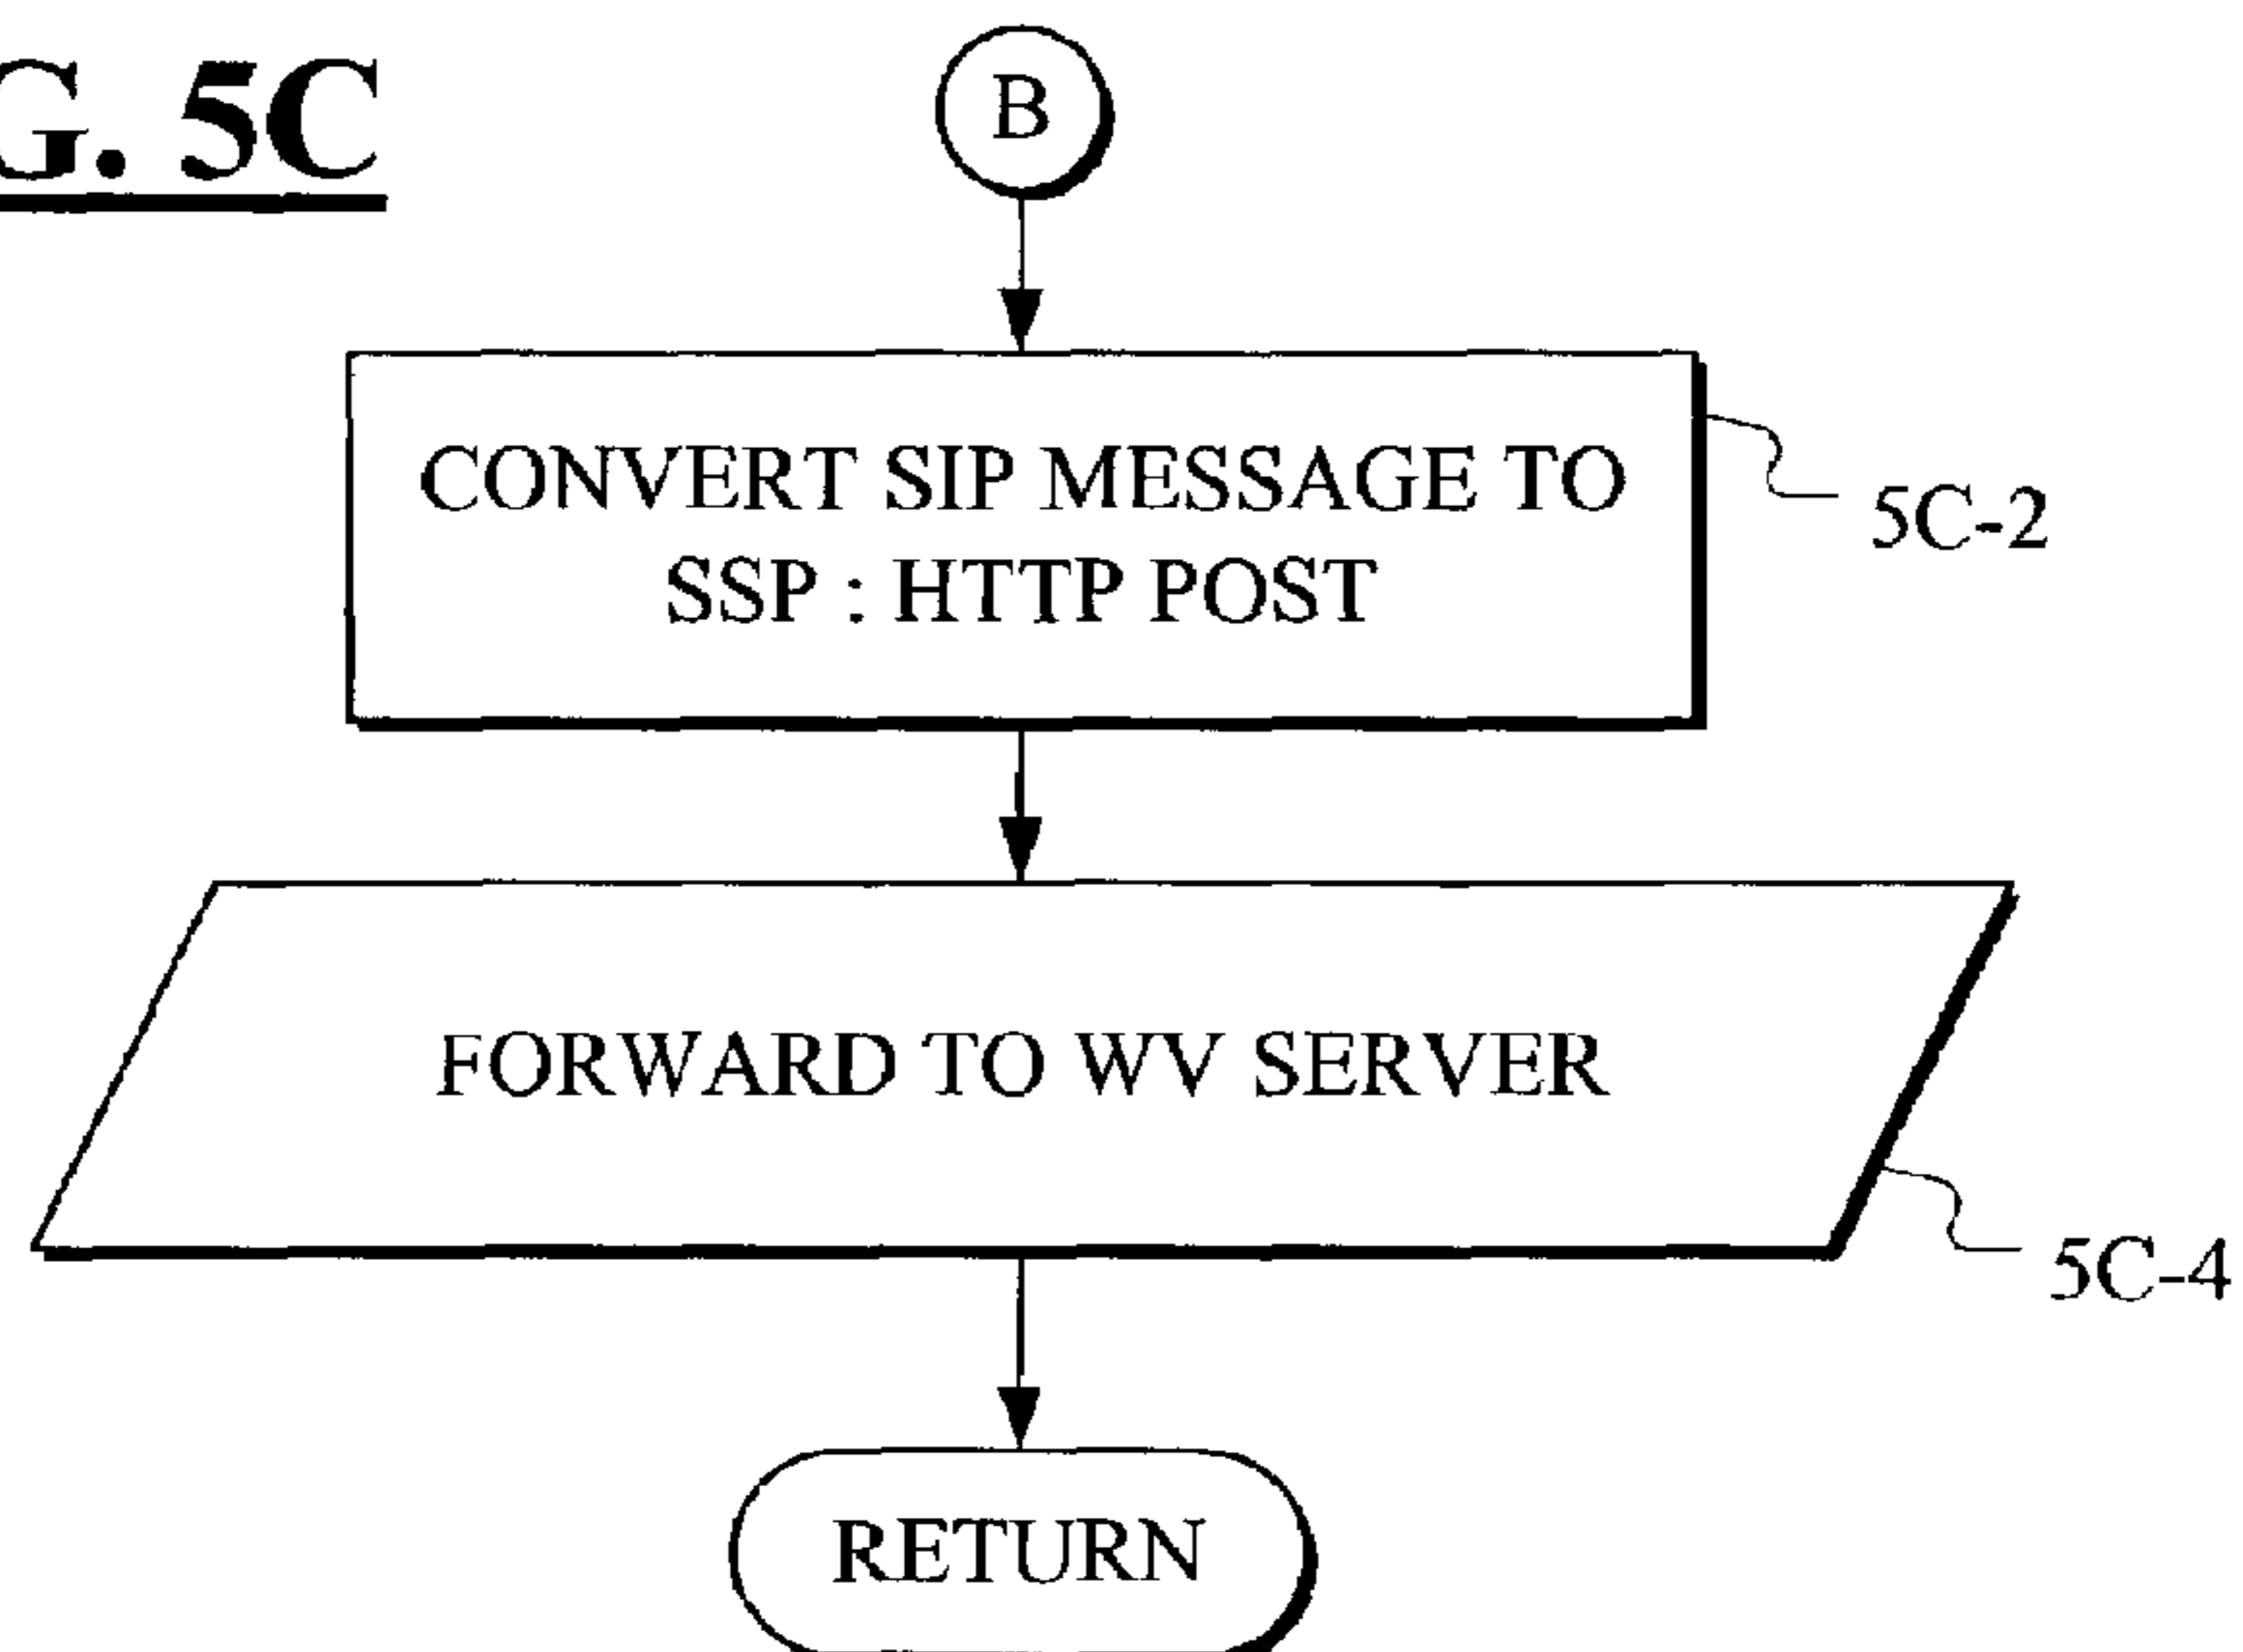 G. 5C
B
CONVERT SIP MESSAGE TO
SSP : HTTP POST
5C-2
FORWARD TO WV SERVER
5C-4
RETURN